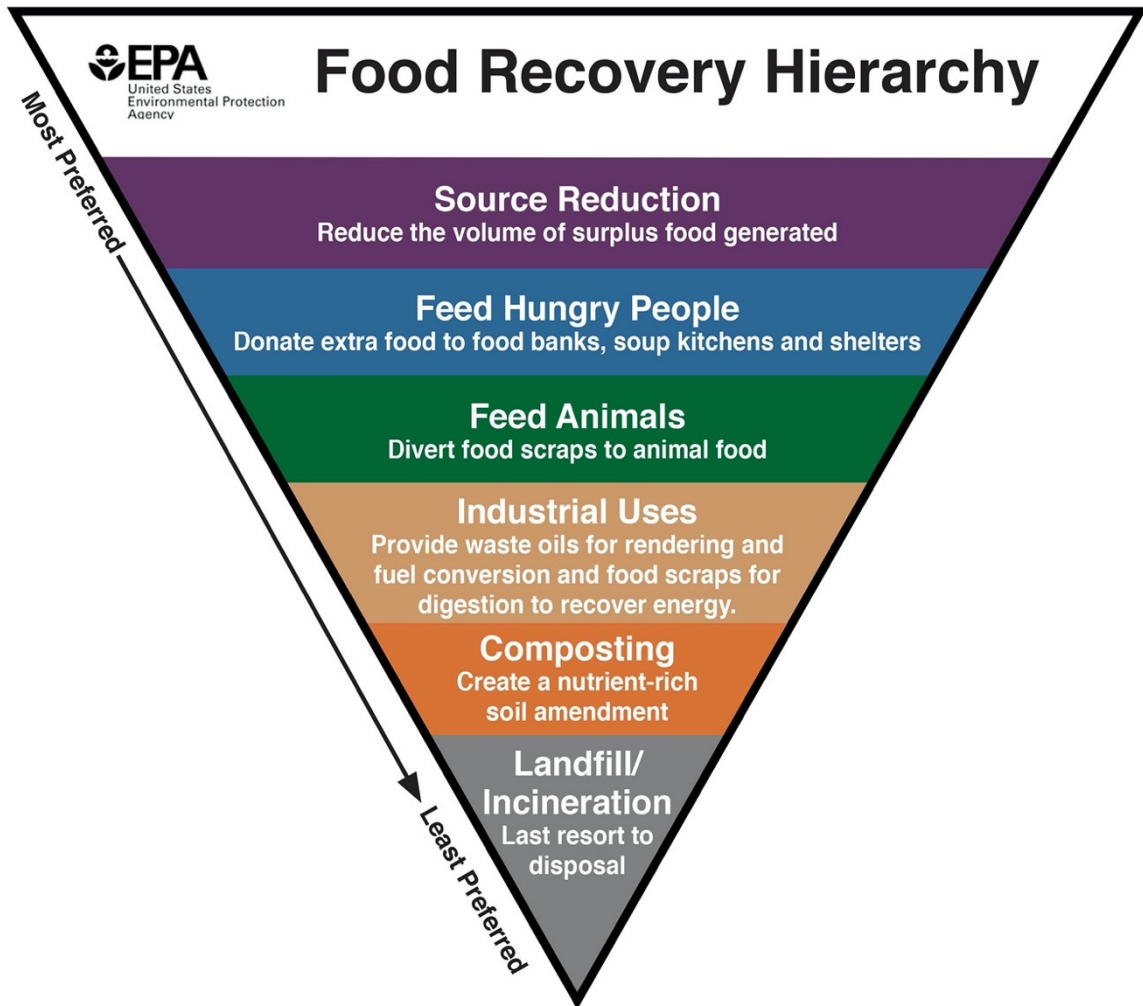 EPA
United States
Environmental Protection
Agency
Food Recovery Hierarchy
Most Preferred
Source Reduction
Reduce the volume of surplus food generated
Feed Hungry People
Donate extra food to food banks, soup kitchens and shelters
Feed Animals
Divert food scraps to animal food
Industrial Uses
Provide waste oils for rendering and
fuel conversion and food scraps for
digestion to recover energy.
Composting
Create a nutrient-rich
soil amendment
Landfill/
Incineration
Last resort to
disposal
Least Preferred